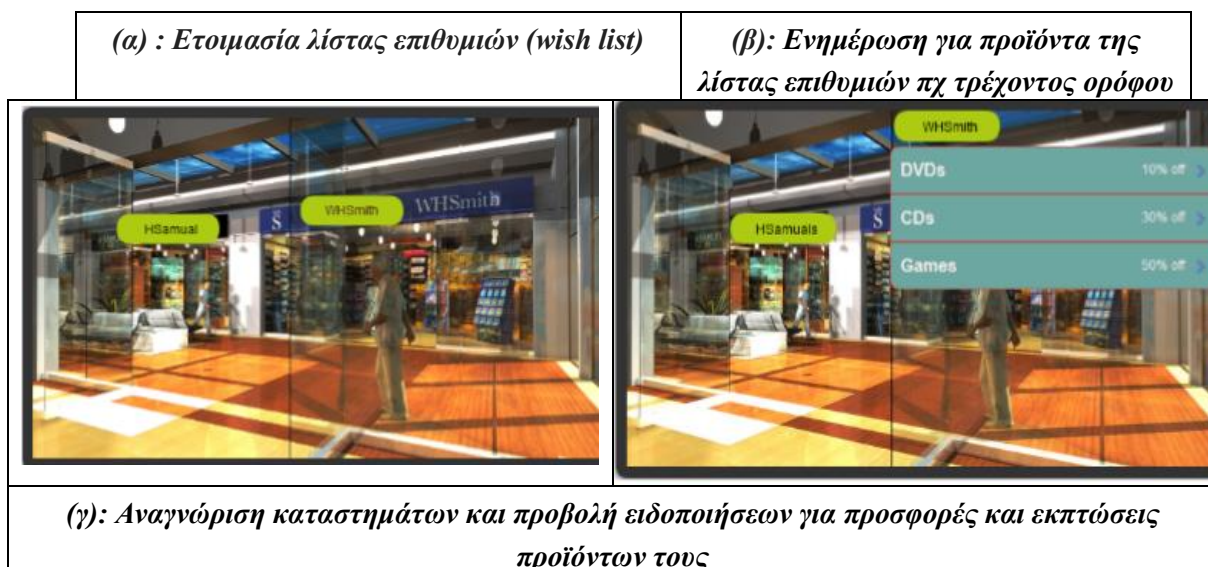 (α) : Ετοιμασία λίστας επιθυμιών (wish list)
(β): Ενημέρωση για προϊόντα της
λίστας επιθυμιών πχ τρέχοντος ορόφου
HSamual
WHSmith
S
WHSmith
WHSmith
DVDs 10% off
CDs 30% off
Games 50% off
HSamuals
S
(γ): Αναγνώριση καταστημάτων και προβολή ειδοποιήσεων για προσφορές και εκπτώσεις
προϊόντων τους